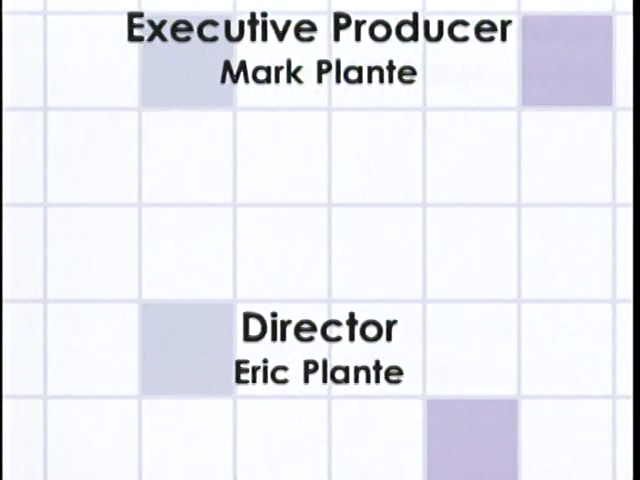 Executive Producer
Mark Plante
Director
Eric Plante